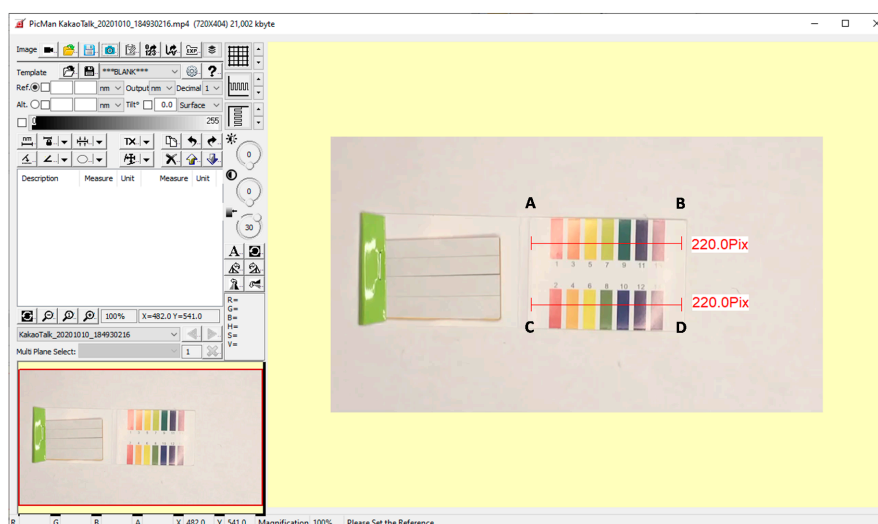 PicMan KakaoTalk_20201010_184930216.mp4 (720X404) 21,002 kbyte
Image
EXP
Template ***BLANK*** ?
Ref. nm Output nm Decimal 1
Alt. nm Tilt° 0.0 Surface
0 255
nm TX
0
0
30
Description Measure Unit Measure Unit
A
R=
G=
B=
H=
S=
V=
100% X=482.0 Y=541.0
KakaoTalk_20201010_184930216
Multi Plane Select: 1
A B
220.0Pix
1 3 5 7 9 11
2 4 6 8 10 12
220.0Pix
C D
R G B A X 482.0 Y 541.0 Magnification 100% Please Set the Reference